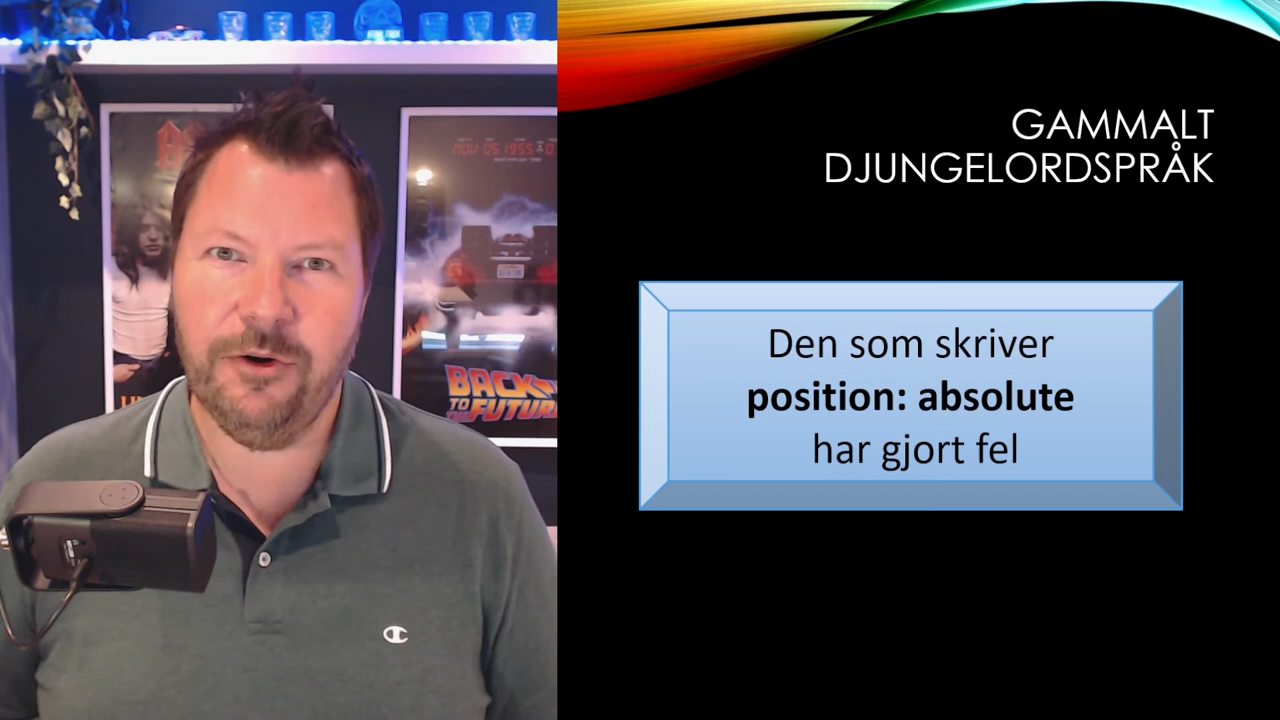 GAMMALT
DJUNGELORDSPRÅK
Den som skriver
position: absolute
har gjort fel
NOV 05 1955
BACK
TO THE
FUTURE